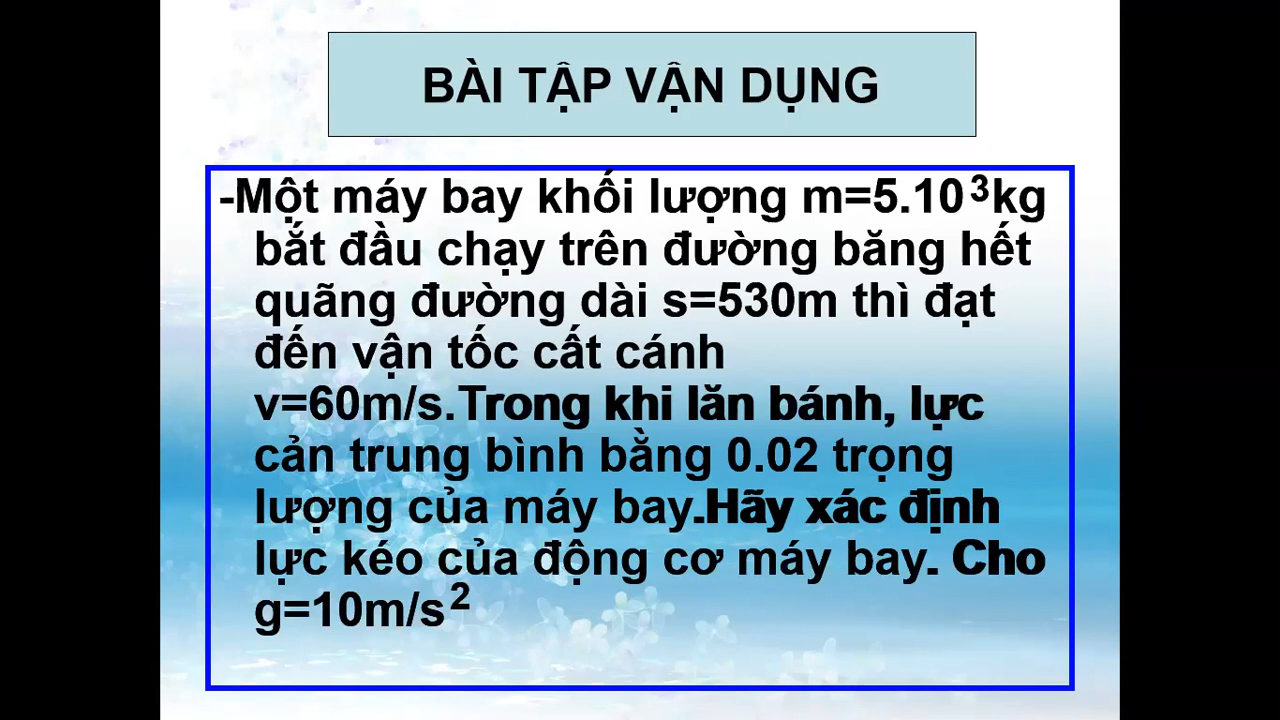 BÀI TẬP VẬN DỤNG
-Một máy bay khối lượng m=5.10³kg
bắt đầu chạy trên đường băng hết
quãng đường dài s=530m thì đạt
đến vận tốc cất cánh
v=60m/s.Trong khi lăn bánh, lực
cản trung bình bằng 0.02 trọng
lượng của máy bay.Hãy xác định
lực kéo của động cơ máy bay. Cho
g=10m/s²